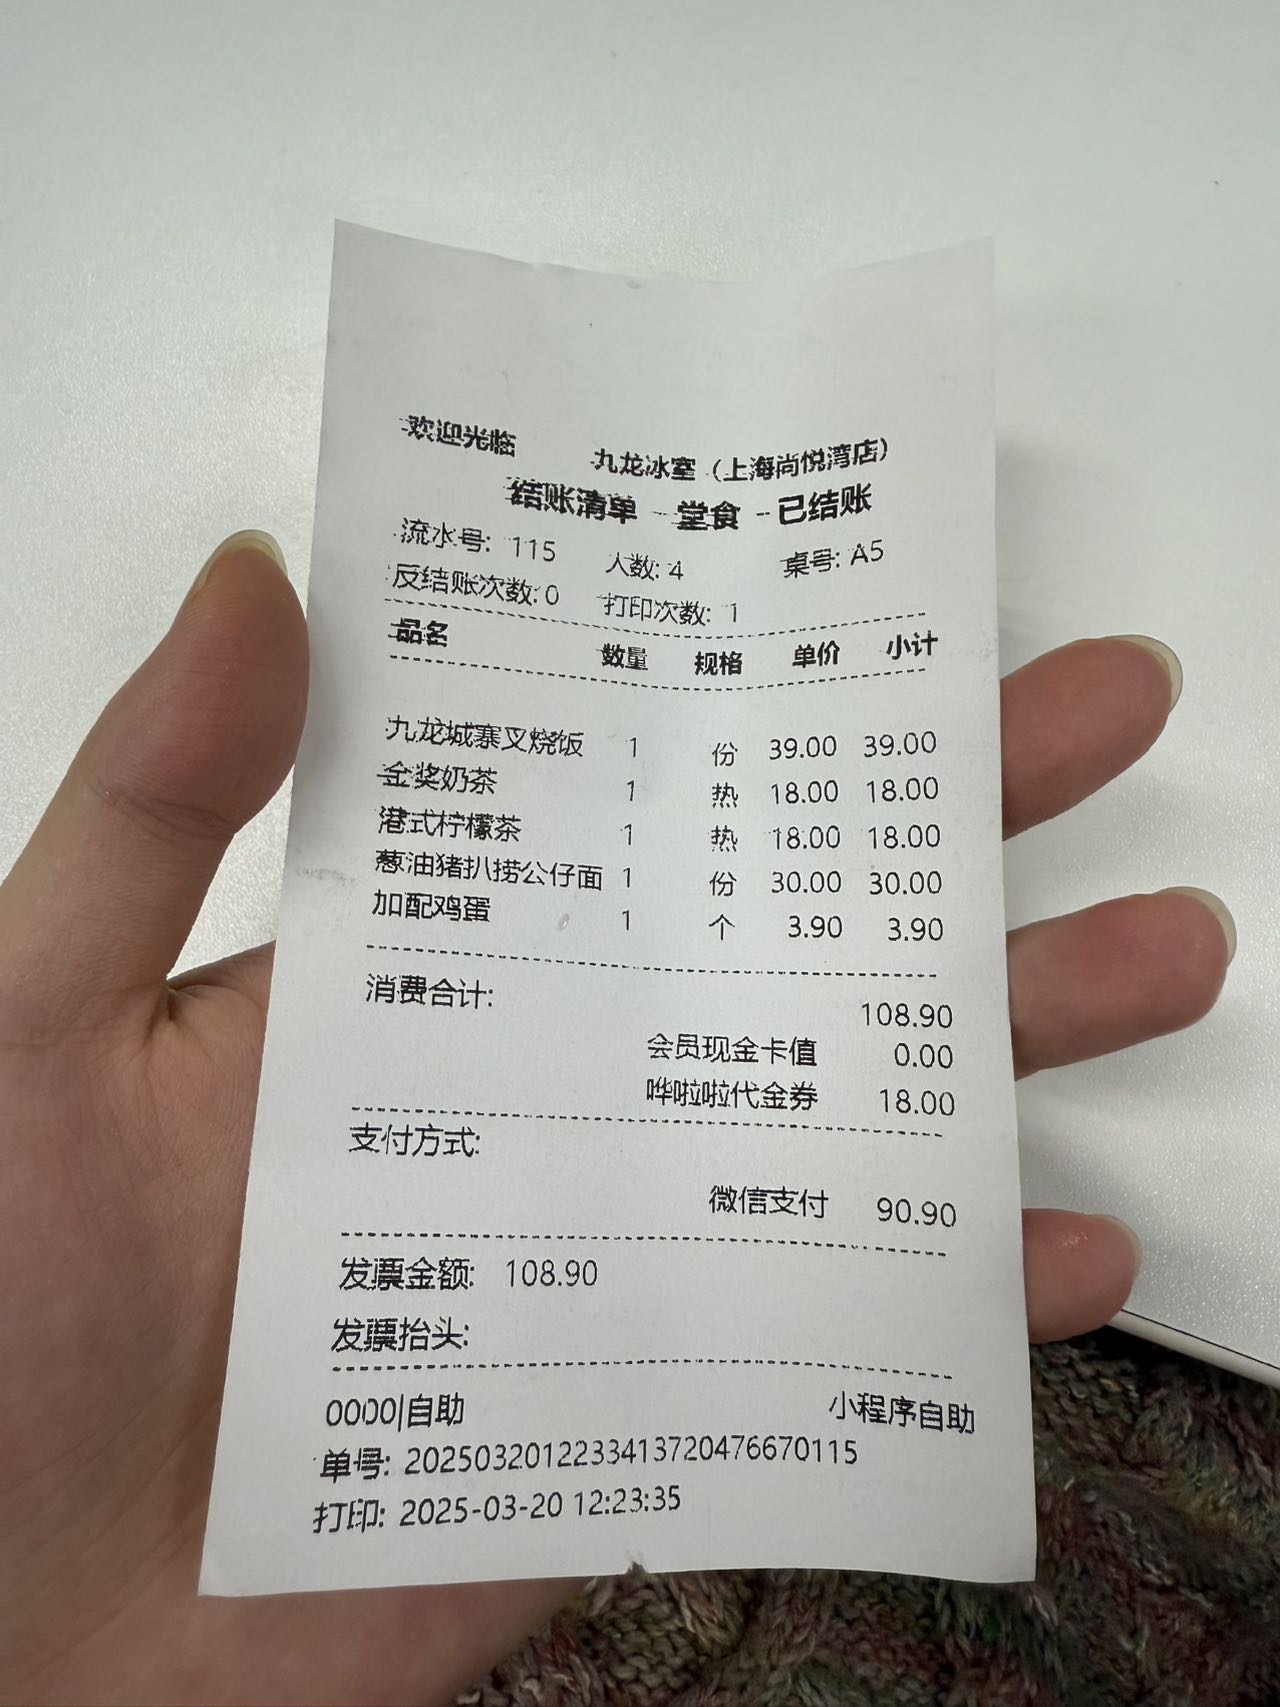 欢迎光临 九龙冰室（上海尚悦湾店）
结账清单 - 堂食 - 已结账
流水号: 115 人数: 4 桌号: A5
反结账次数: 0 打印次数: 1
品名 数量 规格 单价 小计
九龙城寨叉烧饭 1 份 39.00 39.00
金奖奶茶 1 热 18.00 18.00
港式柠檬茶 1 热 18.00 18.00
葱油猪扒捞公仔面 1 份 30.00 30.00
加配鸡蛋 1 个 3.90 3.90
消费合计: 108.90
会员现金卡值 0.00
哗啦啦代金券 18.00
支付方式:
微信支付 90.90
发票金额: 108.90
发票抬头:
0000|自助 小程序自助
单号: 20250320122334137204766​70115
打印: 2025-03-20 12:23:35